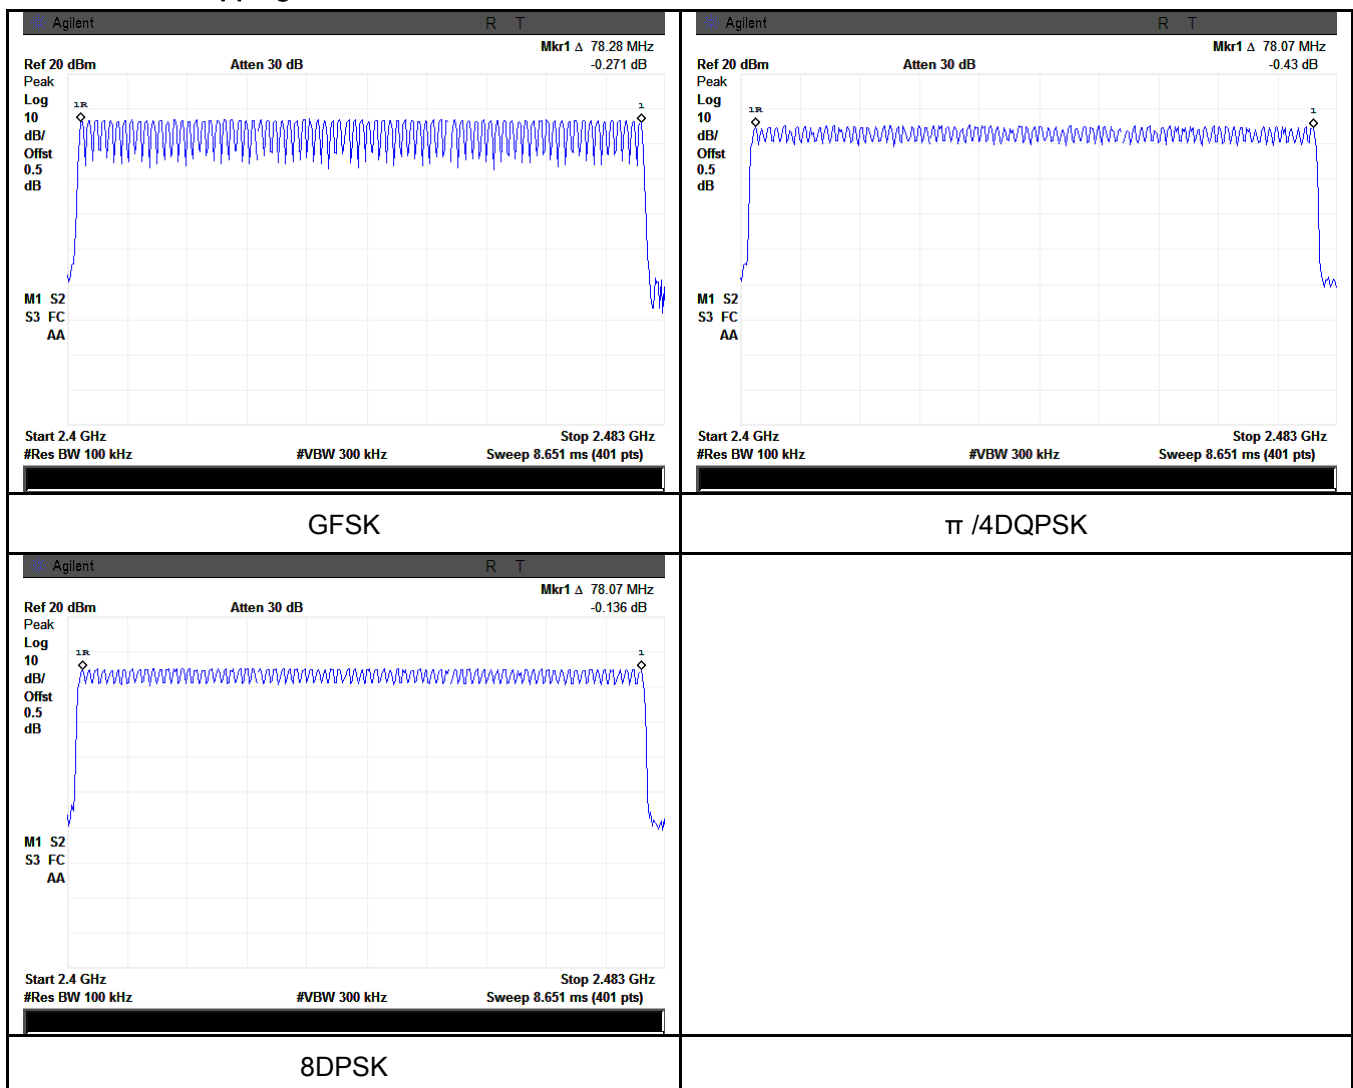 Agilent R T
Mkr1 Δ 78.28 MHz
Ref 20 dBm Atten 30 dB -0.271 dB
Peak
Log
10
dB/
Offst
0.5
dB
1R
1
M1 S2
S3 FC
AA
Start 2.4 GHz Stop 2.483 GHz
#Res BW 100 kHz #VBW 300 kHz Sweep 8.651 ms (401 pts)
GFSK
Agilent R T
Mkr1 Δ 78.07 MHz
Ref 20 dBm Atten 30 dB -0.43 dB
Peak
Log
10
dB/
Offst
0.5
dB
1R
1
M1 S2
S3 FC
AA
Start 2.4 GHz Stop 2.483 GHz
#Res BW 100 kHz #VBW 300 kHz Sweep 8.651 ms (401 pts)
π /4DQPSK
Agilent R T
Mkr1 Δ 78.07 MHz
Ref 20 dBm Atten 30 dB -0.136 dB
Peak
Log
10
dB/
Offst
0.5
dB
1R
1
M1 S2
S3 FC
AA
Start 2.4 GHz Stop 2.483 GHz
#Res BW 100 kHz #VBW 300 kHz Sweep 8.651 ms (401 pts)
8DPSK